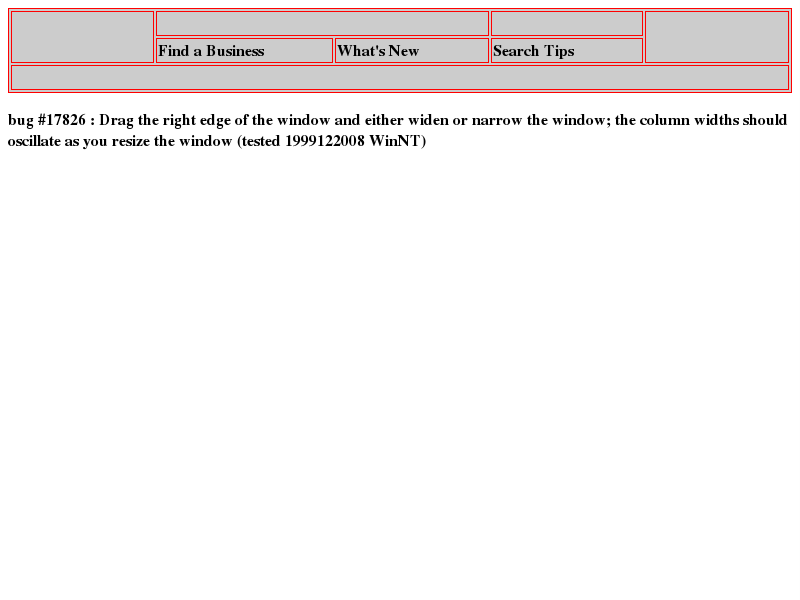 Find a Business What's New Search Tips
bug #17826 : Drag the right edge of the window and either widen or narrow the window; the column widths should
oscillate as you resize the window (tested 1999122008 WinNT)